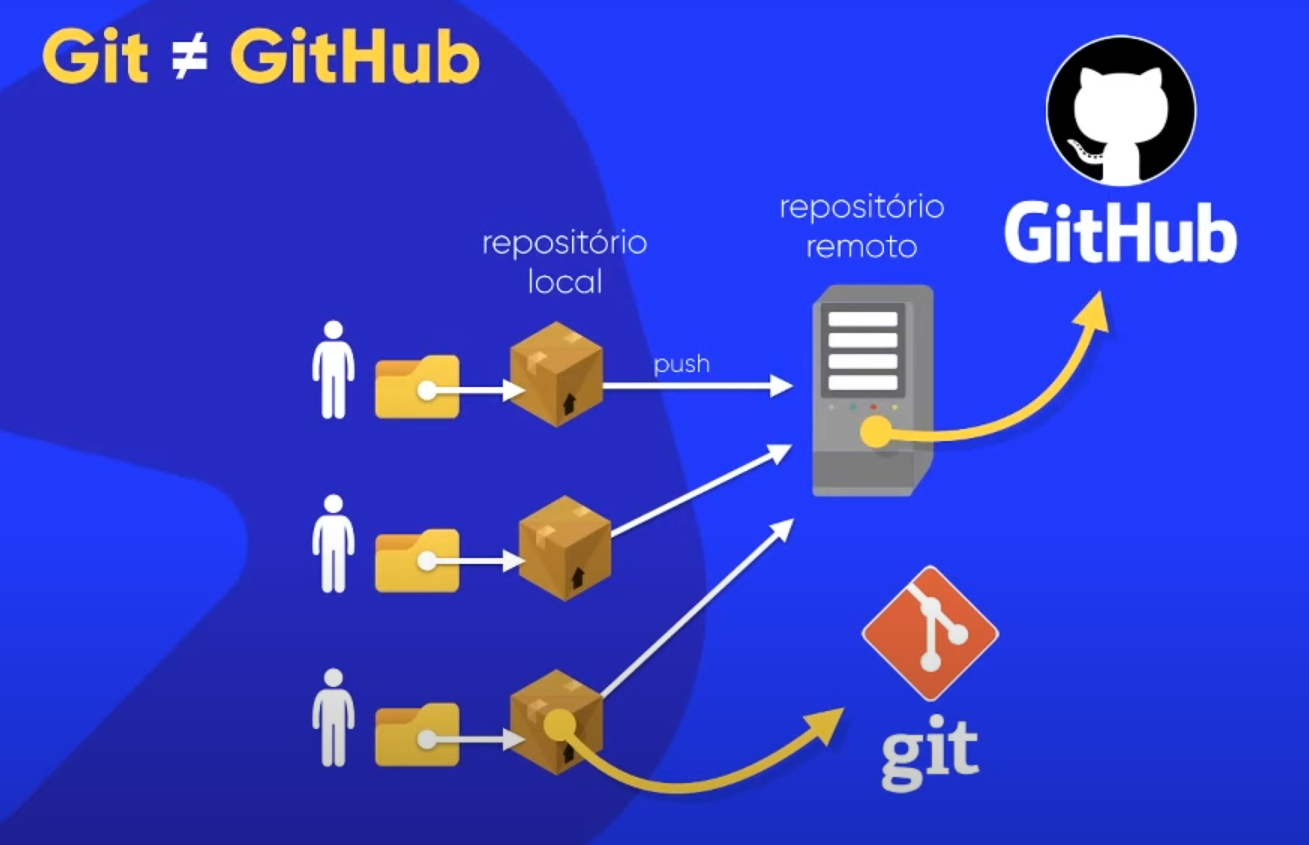 Git ≠ GitHub
repositório
local
repositório
remoto
GitHub
push
git